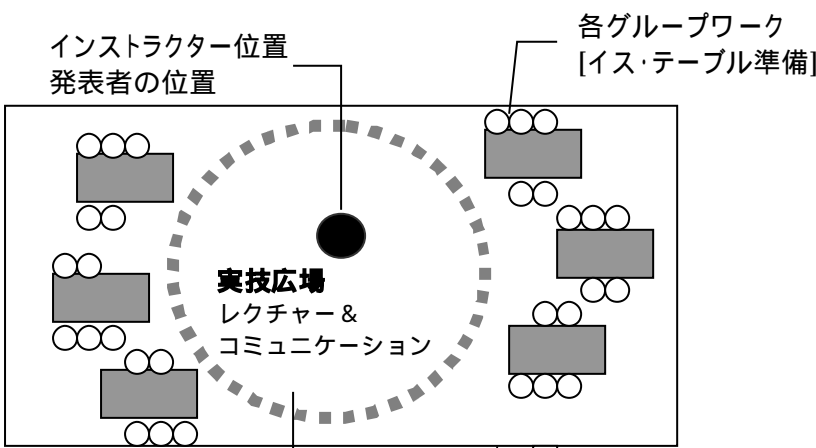 インストラクター位置
発表者の位置
各グループワーク
[イス・テーブル準備]
実技広場
レクチャー＆
コミュニケーション